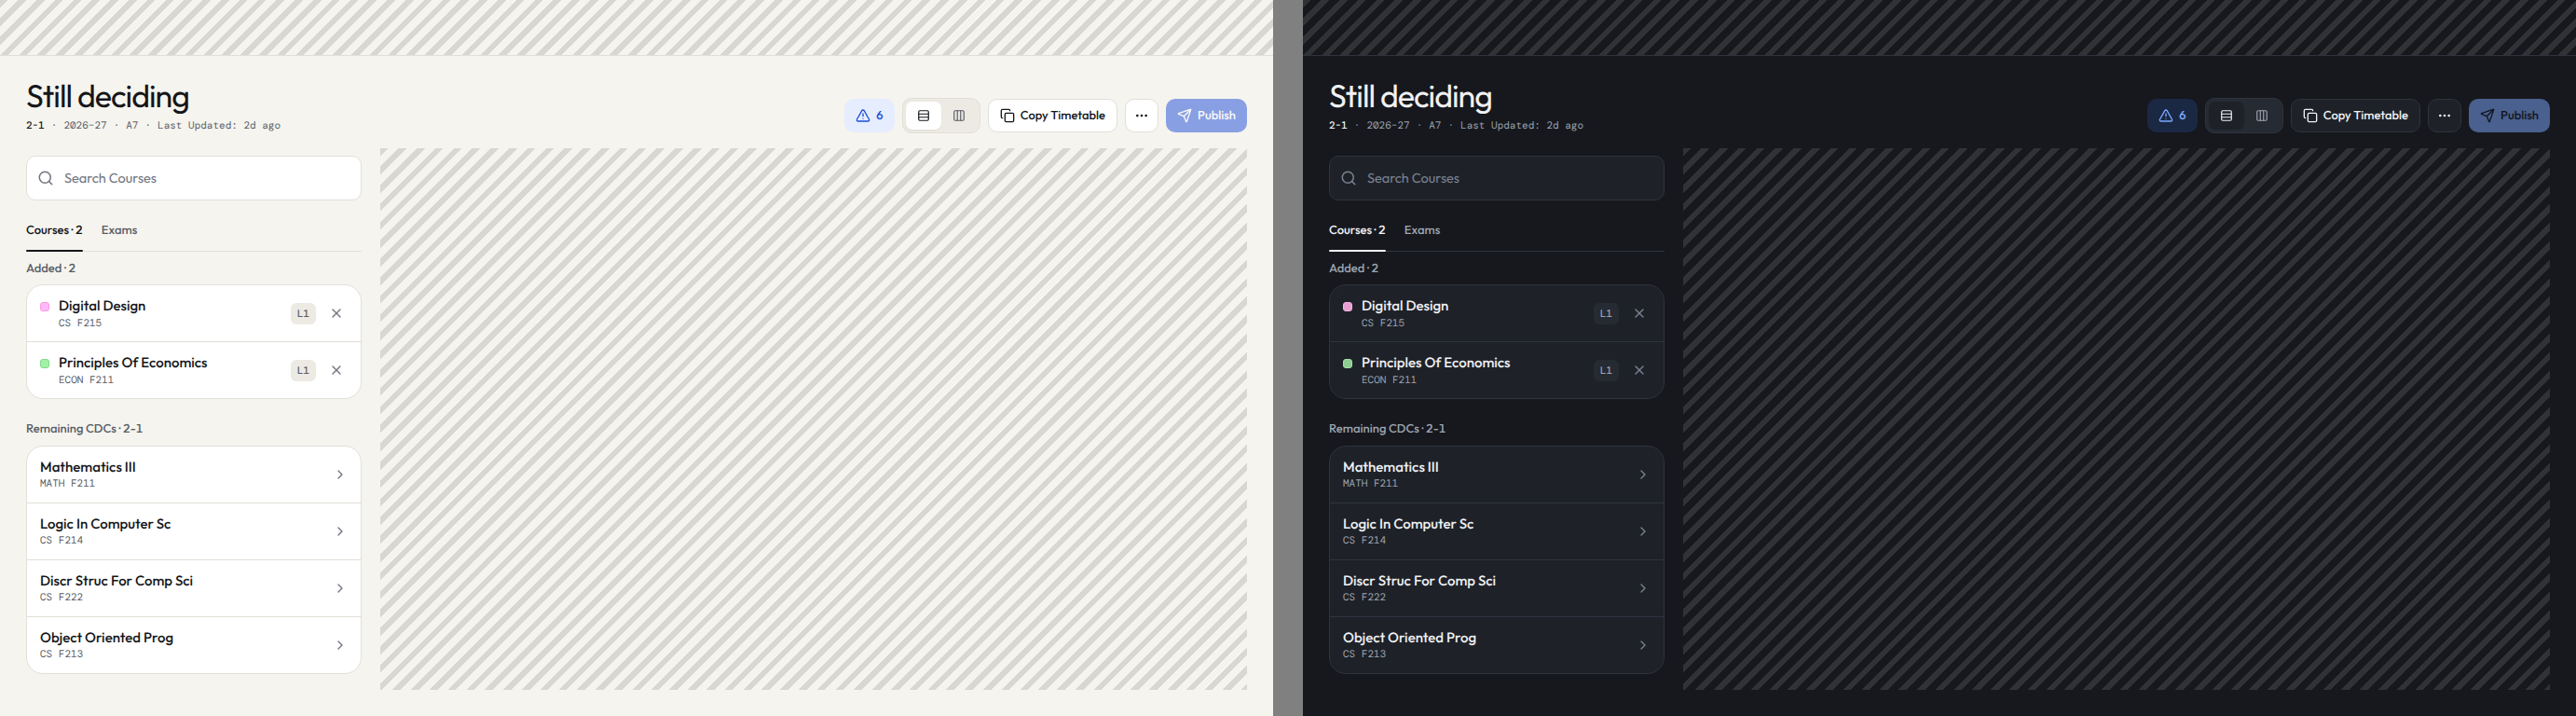 Still deciding
2-1 · 2026-27 · A7 · Last Updated: 2d ago
6
Copy Timetable
Publish
Search Courses
Courses · 2 Exams
Added · 2
Digital Design
CS F215
L1
Principles Of Economics
ECON F211
L1
Remaining CDCs · 2-1
Mathematics III
MATH F211
Logic In Computer Sc
CS F214
Discr Struc For Comp Sci
CS F222
Object Oriented Prog
CS F213
Still deciding
2-1 · 2026-27 · A7 · Last Updated: 2d ago
6
Copy Timetable
Publish
Search Courses
Courses · 2 Exams
Added · 2
Digital Design
CS F215
L1
Principles Of Economics
ECON F211
L1
Remaining CDCs · 2-1
Mathematics III
MATH F211
Logic In Computer Sc
CS F214
Discr Struc For Comp Sci
CS F222
Object Oriented Prog
CS F213